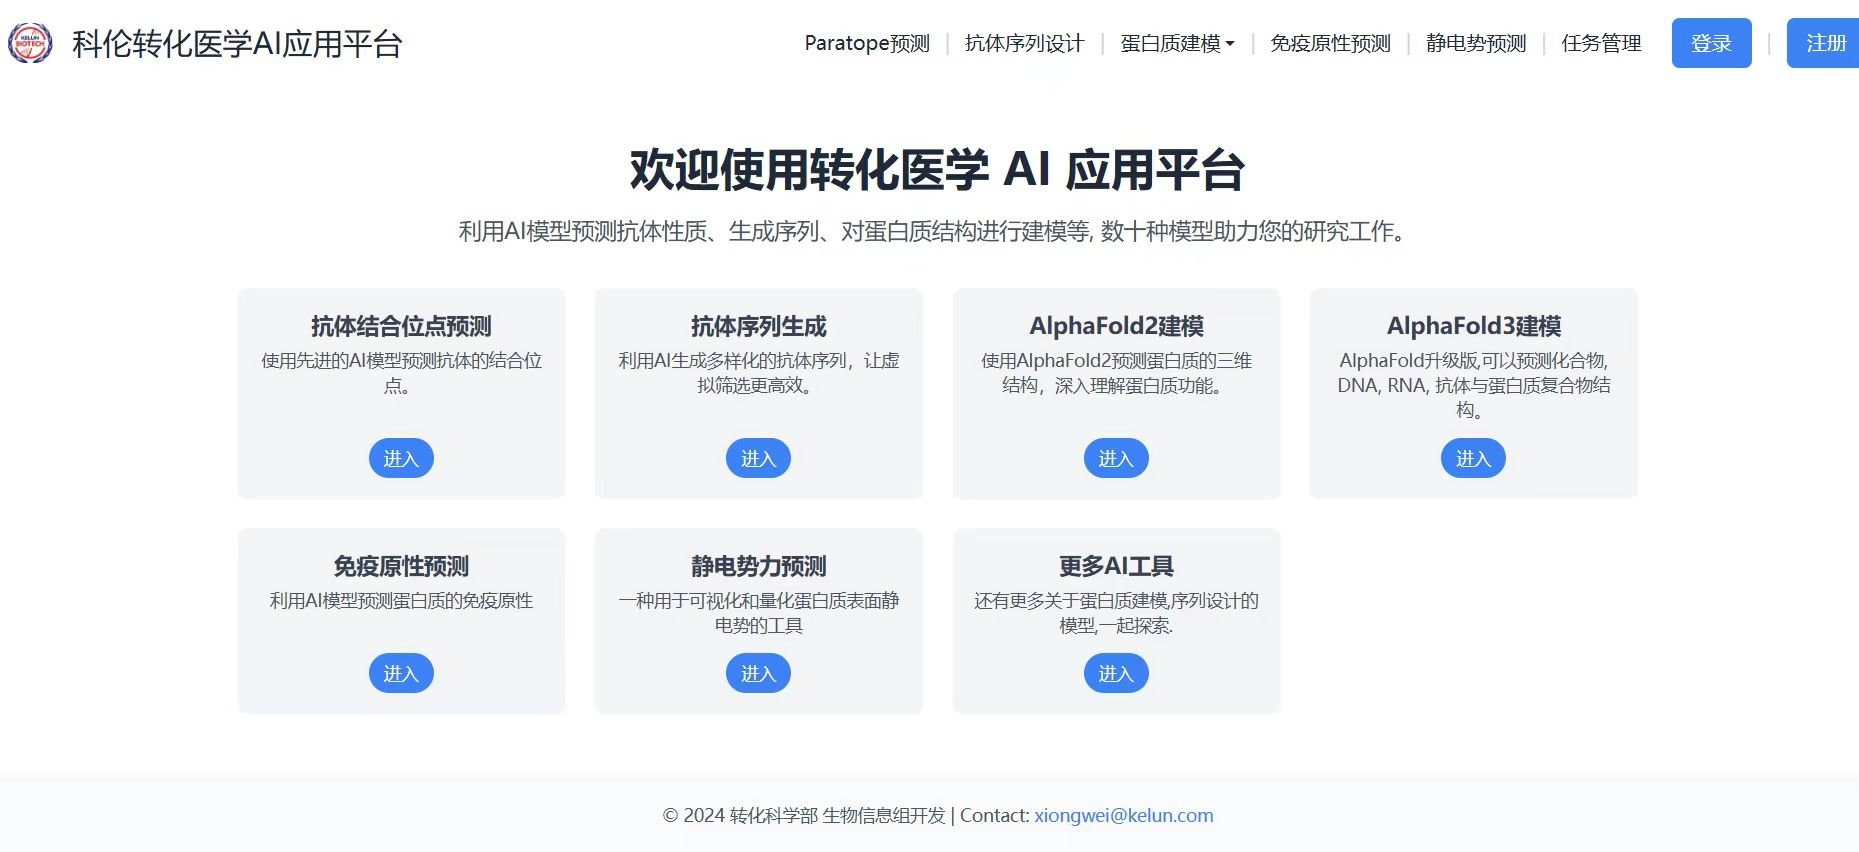 KELUN
BIOTECH
科伦转化医学AI应用平台
Paratope预测 | 抗体序列设计 | 蛋白质建模 | 免疫原性预测 | 静电势预测 | 任务管理 登录 | 注册
欢迎使用转化医学 AI 应用平台
利用AI模型预测抗体性质、生成序列、对蛋白质结构进行建模等, 数十种模型助力您的研究工作。
抗体结合位点预测
使用先进的AI模型预测抗体的结合位
点。
进入
抗体序列生成
利用AI生成多样化的抗体序列，让虚
拟筛选更高效。
进入
AlphaFold2建模
使用AlphaFold2预测蛋白质的三维
结构，深入理解蛋白质功能。
进入
AlphaFold3建模
AlphaFold升级版,可以预测化合物,
DNA, RNA, 抗体与蛋白质复合物结
构。
进入
免疫原性预测
利用AI模型预测蛋白质的免疫原性
进入
静电势力预测
一种用于可视化和量化蛋白质表面静
电势的工具
进入
更多AI工具
还有更多关于蛋白质建模,序列设计的
模型,一起探索.
进入
© 2024 转化科学部 生物信息组开发 | Contact: xiongwei@kelun.com